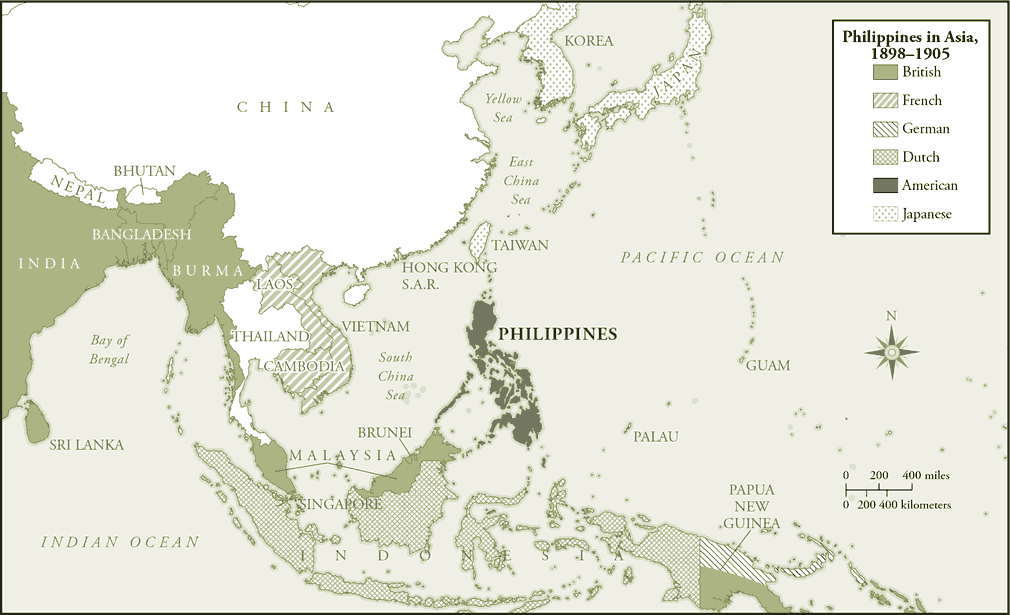 Philippines in Asia,
1898–1905
British
French
German
Dutch
American
Japanese
KOREA
JAPAN
CHINA
Yellow
Sea
East
China
Sea
NEPAL
BHUTAN
BANGLADESH
INDIA
BURMA
TAIWAN
HONG KONG
S.A.R.
PACIFIC OCEAN
LAOS
VIETNAM
THAILAND
CAMBODIA
PHILIPPINES
Bay of
Bengal
South
China
Sea
N
GUAM
SRI LANKA
BRUNEI
PALAU
MALAYSIA
SINGAPORE
0 200 400 miles
0 200 400 kilometers
PAPUA
NEW
GUINEA
INDIAN OCEAN
INDONESIA